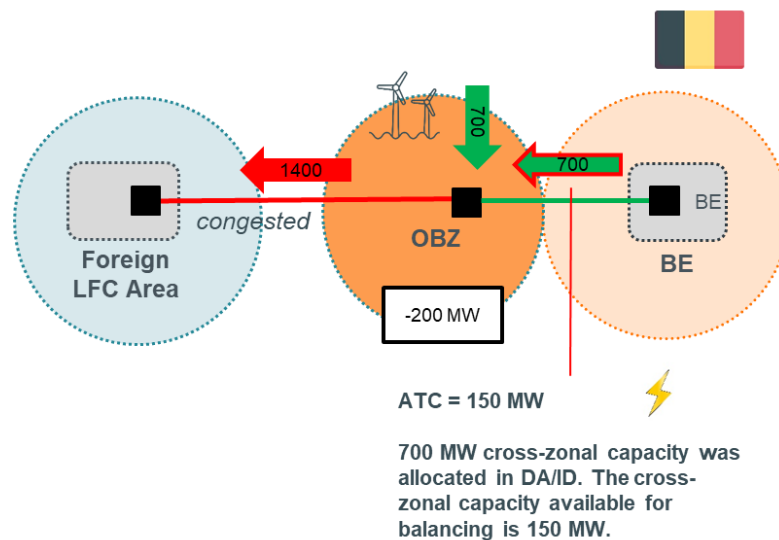 700
1400
700
congested
BE
OBZ
Foreign
LFC Area
BE
-200 MW
ATC = 150 MW
700 MW cross-zonal capacity was
allocated in DA/ID. The cross-
zonal capacity available for
balancing is 150 MW.